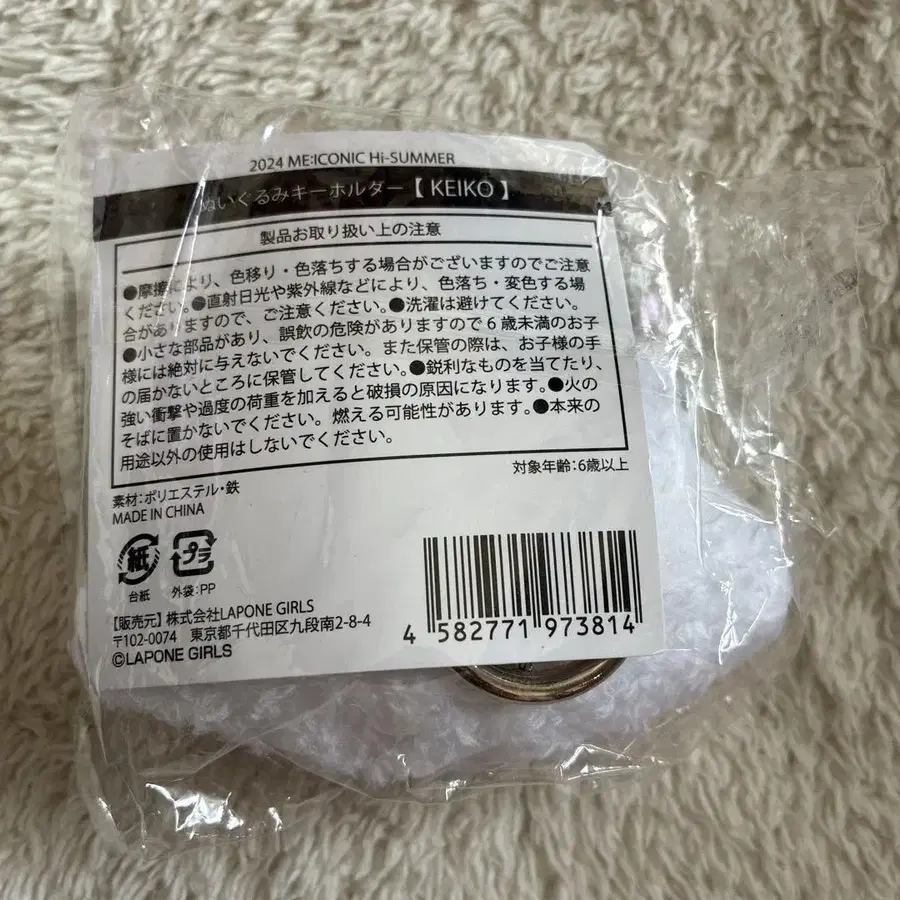 2024 ME:ICONIC Hi-SUMMER
ぬいぐるみキーホルダー【 KEIKO 】
製品お取り扱い上の注意
●摩擦により、色移り・色落ちする場合がございますのでご注意
ください。●直射日光や紫外線などにより、色落ち・変色する場
合がありますので、ご注意ください。●洗濯は避けてください。
●小さな部品があり、誤飲の危険がありますので6歳未満のお子
様には絶対に与えないでください。また保管の際は、お子様の手
の届かないところに保管してください。●鋭利なものを当てたり、
強い衝撃や過度の荷重を加えると破損の原因になります。●火の
そばに置かないでください。燃える可能性があります。●本来の
用途以外の使用はしないでください。
対象年齢:6歳以上
素材:ポリエステル・鉄
MADE IN CHINA
紙 プラ
台紙 外袋:PP
【販売元】株式会社LAPONE GIRLS
〒102-0074 東京都千代田区九段南2-8-4
©LAPONE GIRLS
4 582771 973814